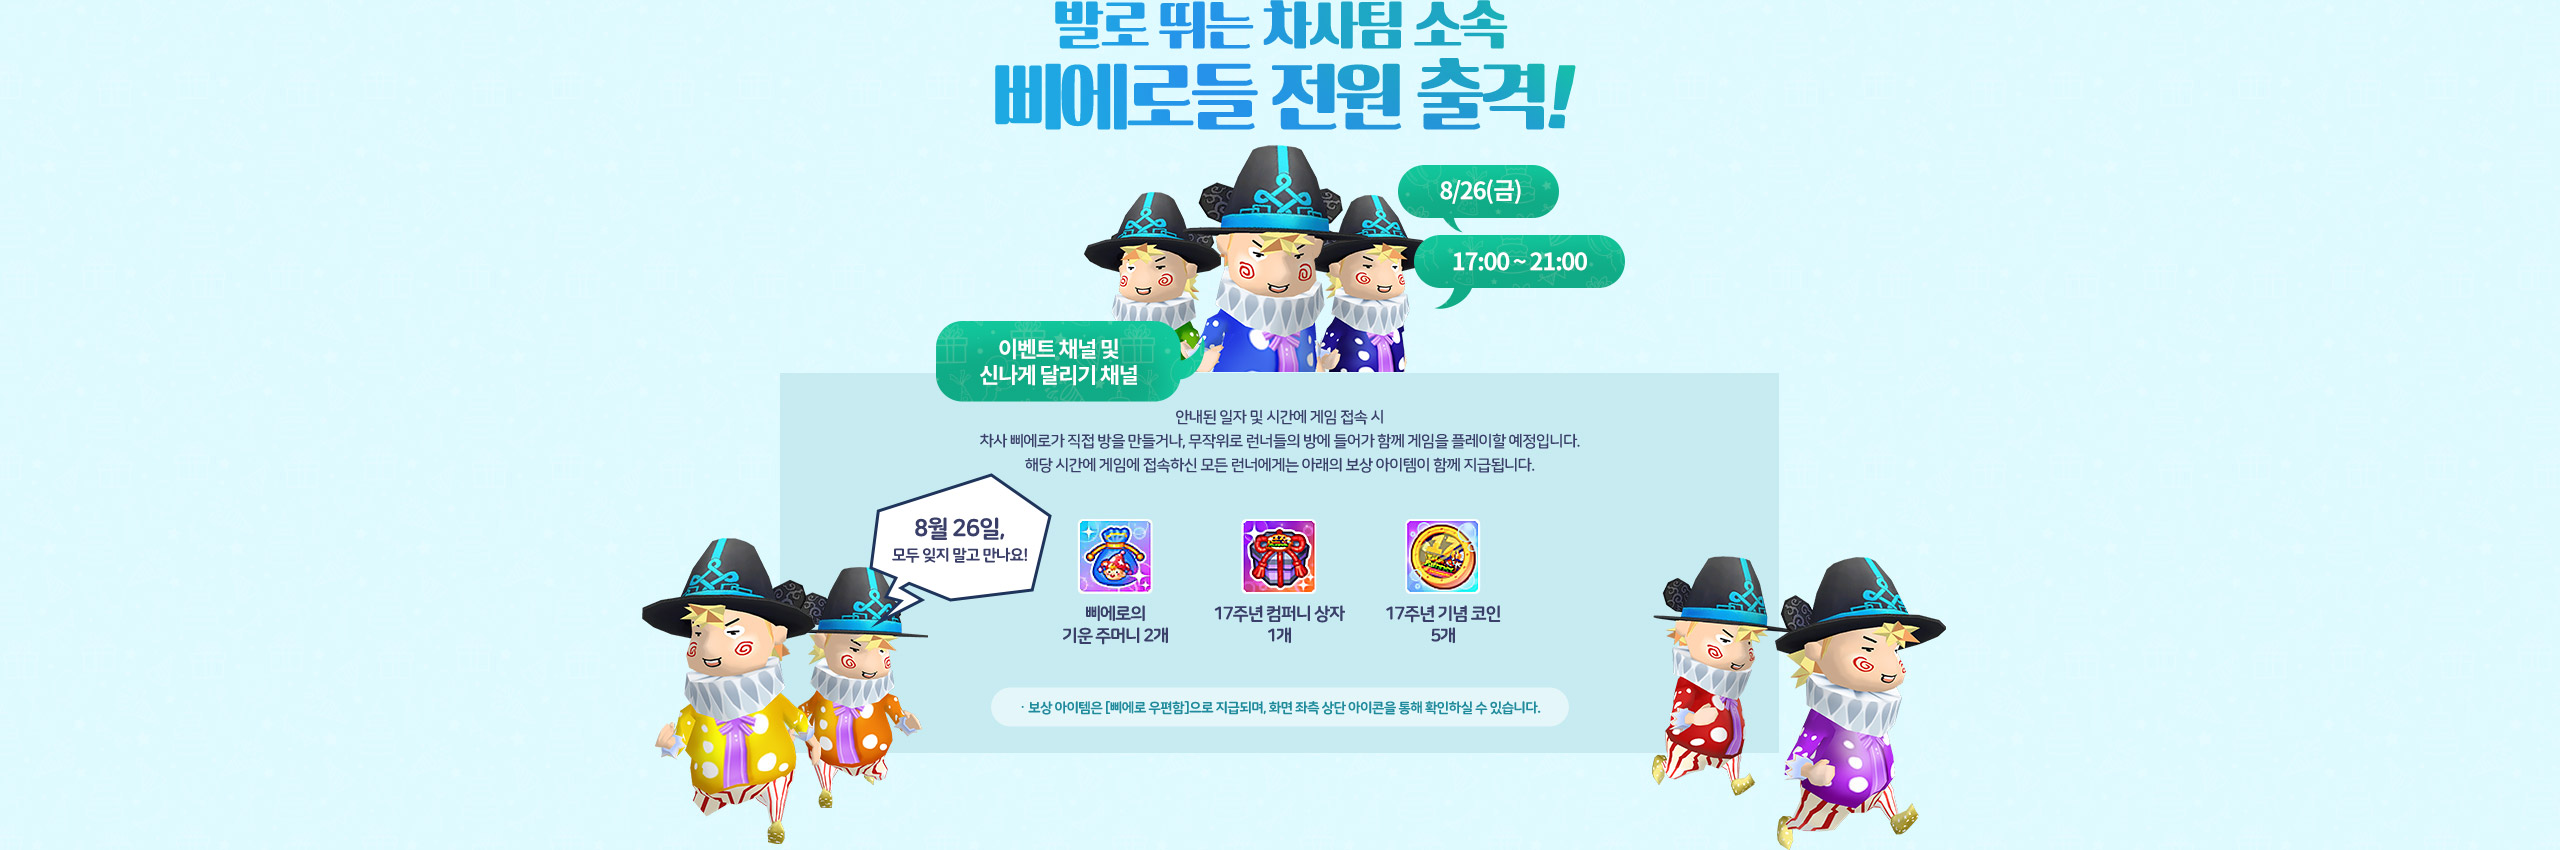 발로 뛰는 차사팀 소속
삐에로들 전원 출격!
8/26(금)
17:00 ~ 21:00
이벤트 채널 및
신나게 달리기 채널
안내된 일자 및 시간에 게임 접속 시
차사 삐에로가 직접 방을 만들거나, 무작위로 런너들의 방에 들어가 함께 게임을 플레이할 예정입니다.
해당 시간에 게임에 접속하신 모든 런너에게는 아래의 보상 아이템이 함께 지급됩니다.
8월 26일,
모두 잊지 말고 만나요!
삐에로의
기운 주머니 2개
17주년 컴퍼니 상자
1개
17주년 기념 코인
5개
· 보상 아이템은 [삐에로 우편함]으로 지급되며, 화면 좌측 상단 아이콘을 통해 확인하실 수 있습니다.